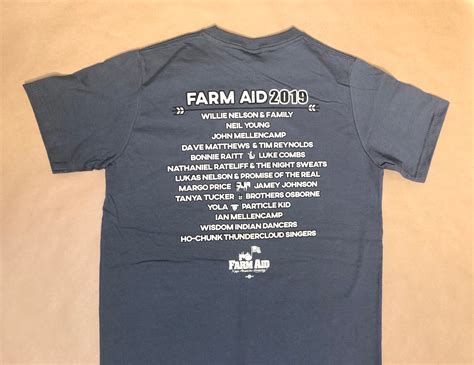 FARM AID 2019
WILLIE NELSON & FAMILY
NEIL YOUNG
JOHN MELLENCAMP
DAVE MATTHEWS & TIM REYNOLDS
BONNIE RAITT LUKE COMBS
NATHANIEL RATELIFF & THE NIGHT SWEATS
LUKAS NELSON & PROMISE OF THE REAL
MARGO PRICE JAMEY JOHNSON
TANYA TUCKER :: BROTHERS OSBORNE
YOLA PARTICLE KID
IAN MELLENCAMP
WISDOM INDIAN DANCERS
HO-CHUNK THUNDERCLOUD SINGERS
FARM AID